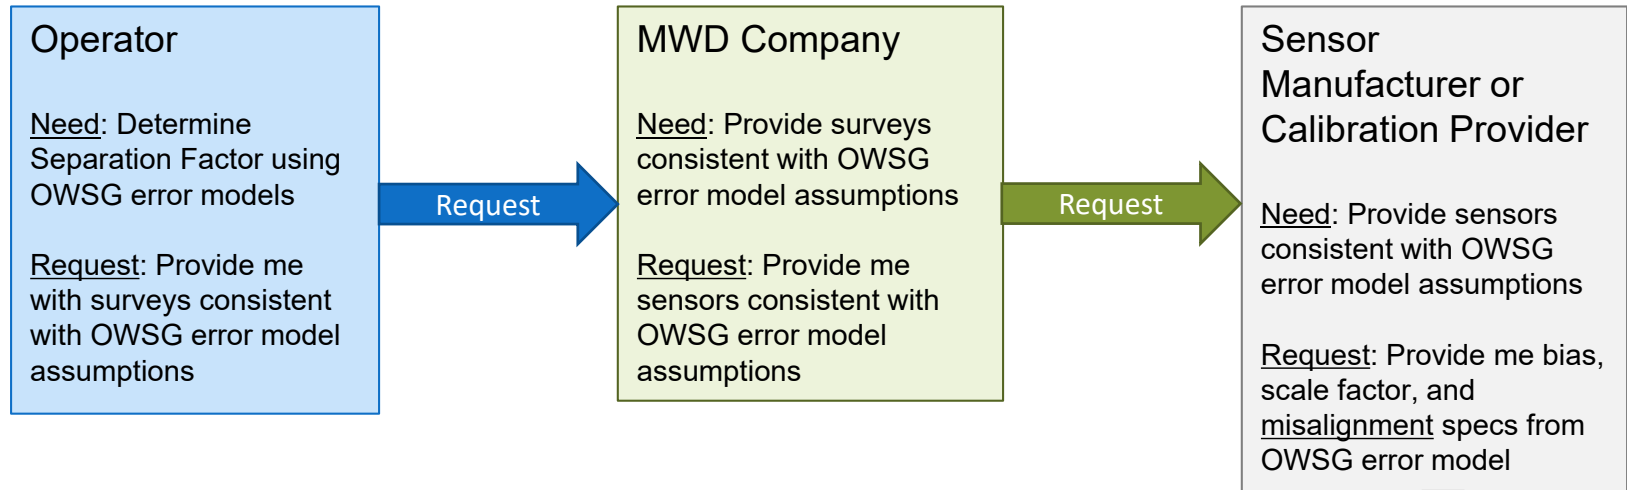 Operator
Need: Determine
Separation Factor using
OWSG error models
Request: Provide me
with surveys consistent
with OWSG error model
assumptions
Request
MWD Company
Need: Provide surveys
consistent with OWSG
error model assumptions
Request: Provide me
sensors consistent with
OWSG error model
assumptions
Request
Sensor
Manufacturer or
Calibration Provider
Need: Provide sensors
consistent with OWSG
error model assumptions
Request: Provide me bias,
scale factor, and
misalignment specs from
OWSG error model